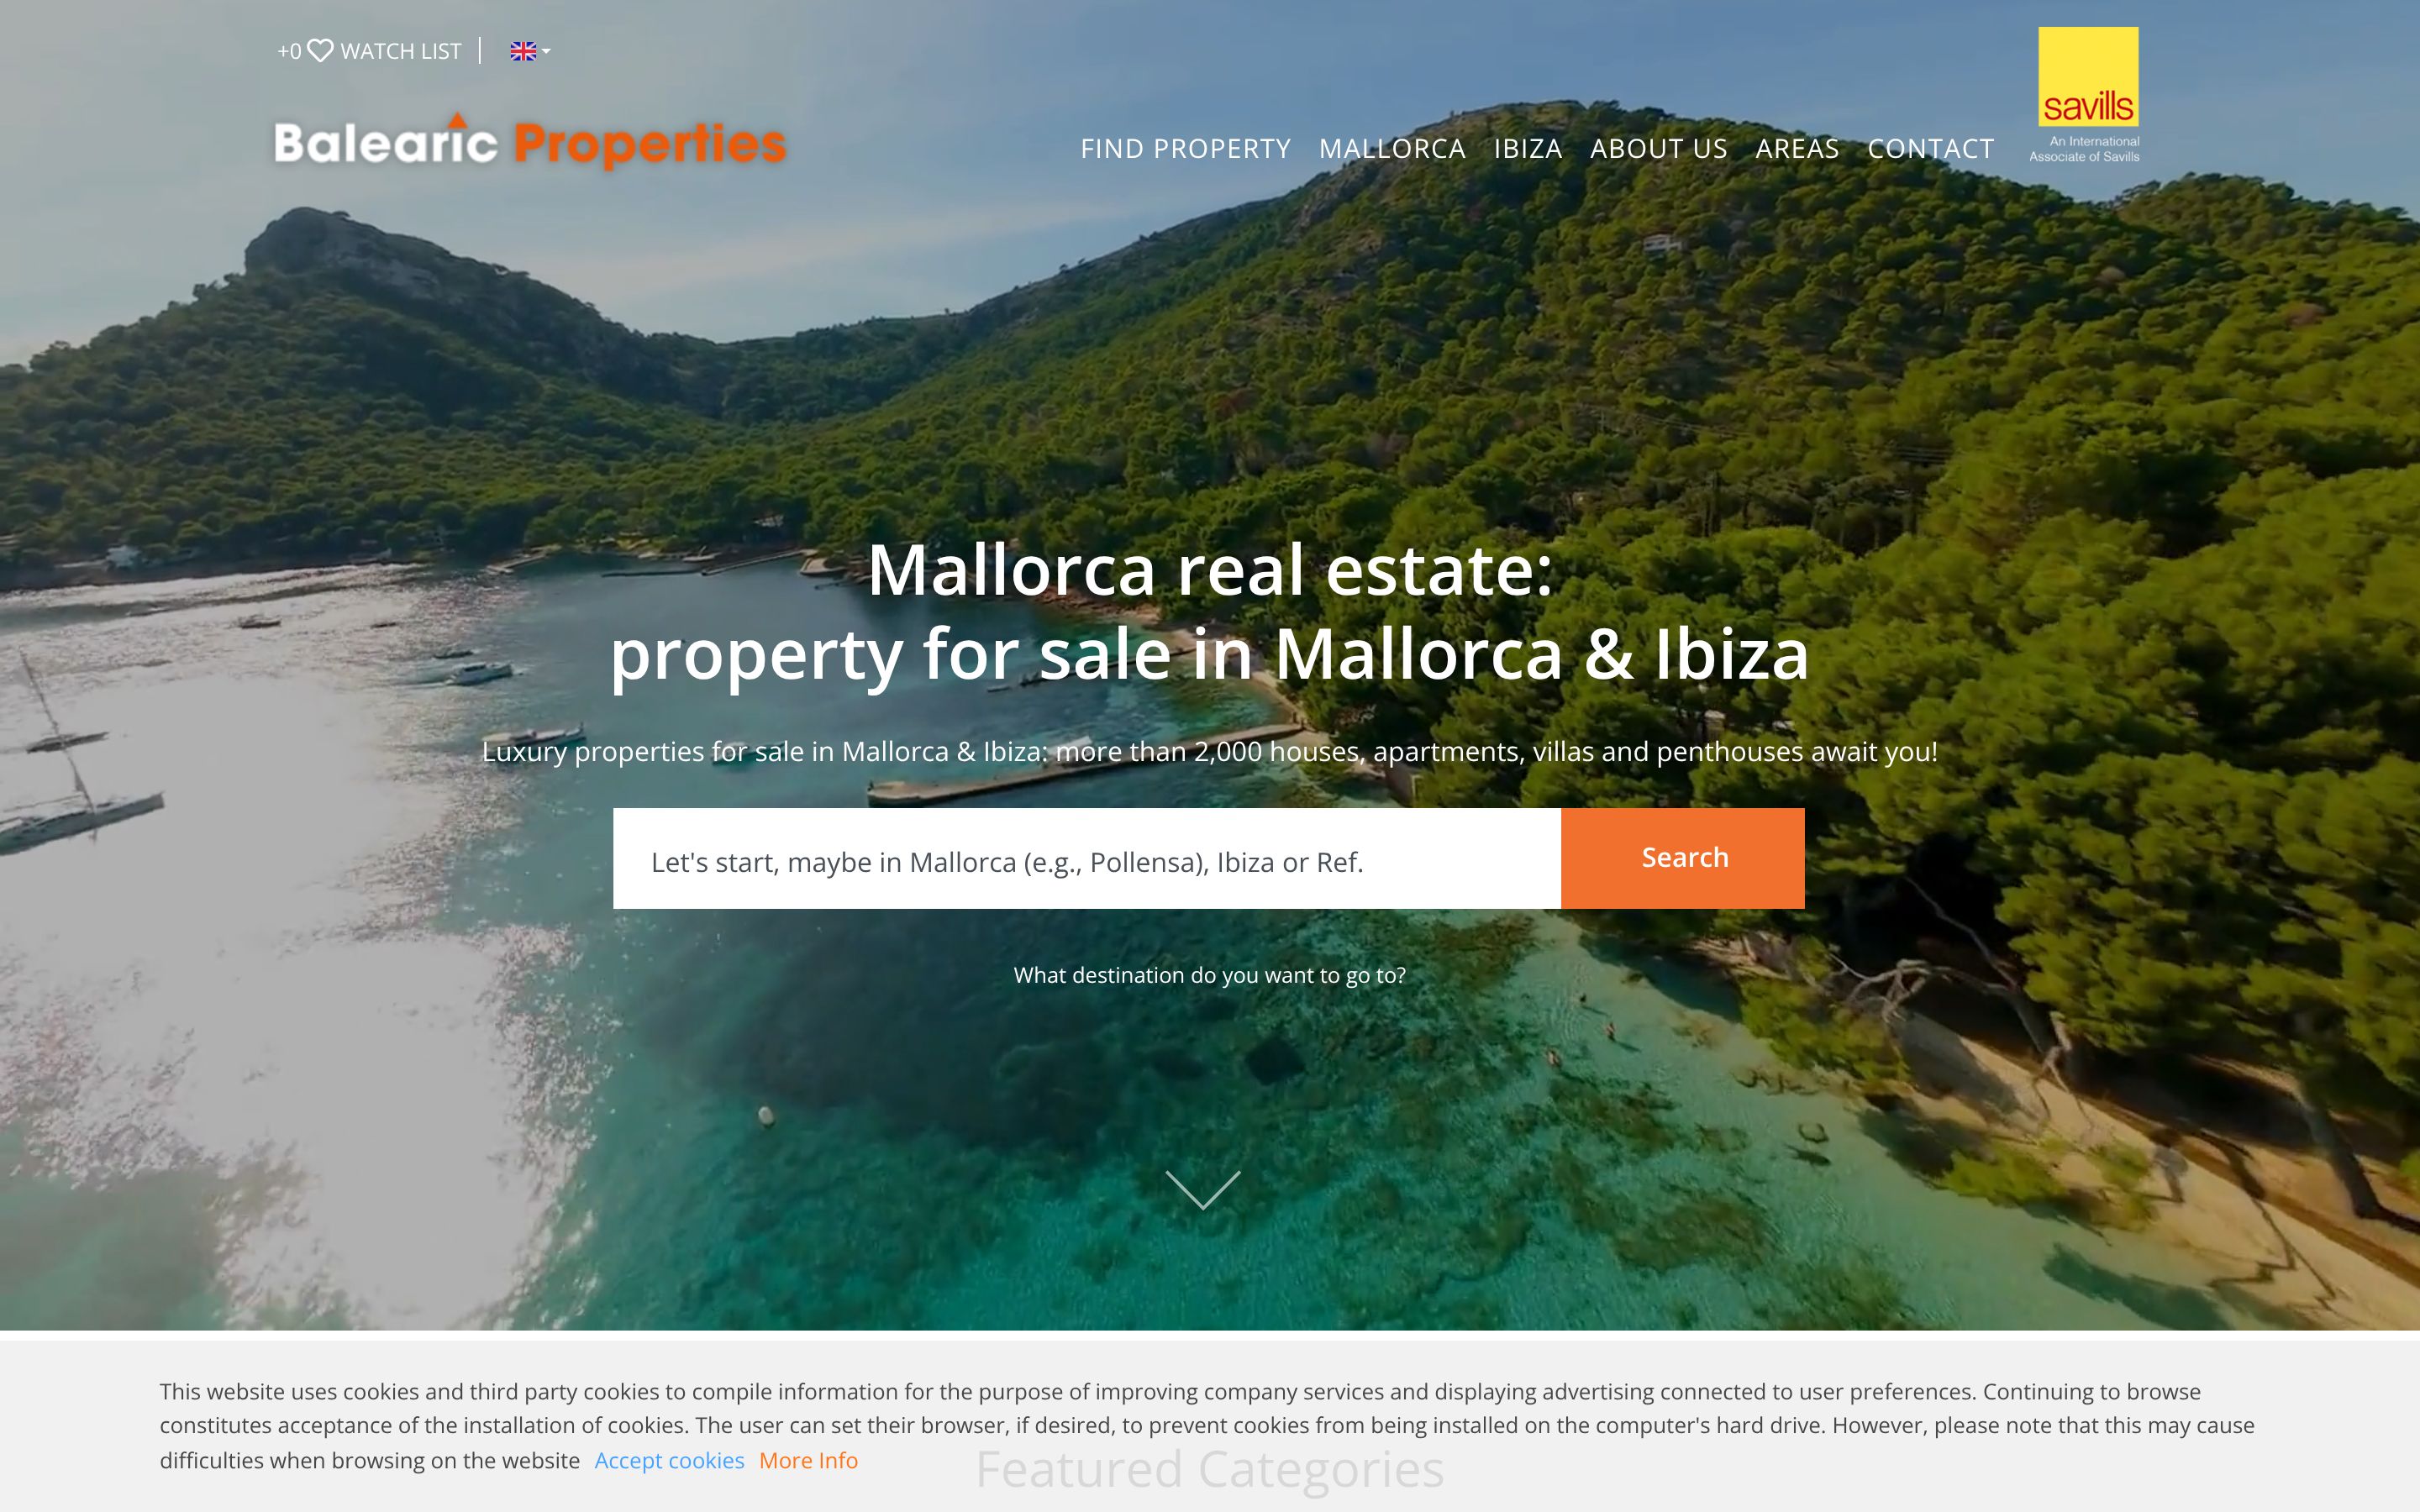 +0 WATCH LIST
Balearic Properties
FIND PROPERTY MALLORCA IBIZA ABOUT US AREAS CONTACT
savills
An International
Associate of Savills
Mallorca real estate:
property for sale in Mallorca & Ibiza
Luxury properties for sale in Mallorca & Ibiza: more than 2,000 houses, apartments, villas and penthouses await you!
Let's start, maybe in Mallorca (e.g., Pollensa), Ibiza or Ref.
Search
What destination do you want to go to?
This website uses cookies and third party cookies to compile information for the purpose of improving company services and displaying advertising connected to user preferences. Continuing to browse
constitutes acceptance of the installation of cookies. The user can set their browser, if desired, to prevent cookies from being installed on the computer's hard drive. However, please note that this may cause
difficulties when browsing on the website Accept cookies More Info
Featured Categories